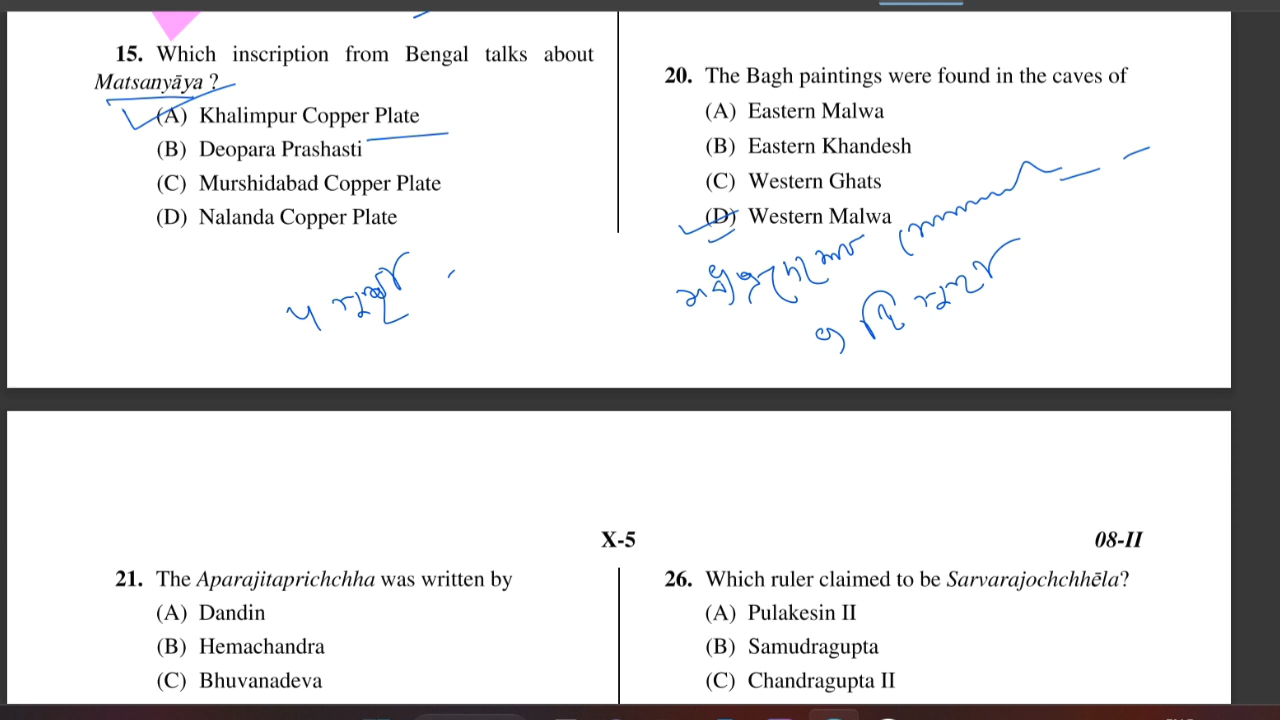 15. Which inscription from Bengal talks about
Matsanyāya ?
(A) Khalimpur Copper Plate
(B) Deopara Prashasti
(C) Murshidabad Copper Plate
(D) Nalanda Copper Plate
20. The Bagh paintings were found in the caves of
(A) Eastern Malwa
(B) Eastern Khandesh
(C) Western Ghats
(D) Western Malwa
X-5
08-II
21. The Aparajitaprichchha was written by
(A) Dandin
(B) Hemachandra
(C) Bhuvanadeva
26. Which ruler claimed to be Sarvarajochchhēla?
(A) Pulakesin II
(B) Samudragupta
(C) Chandragupta II